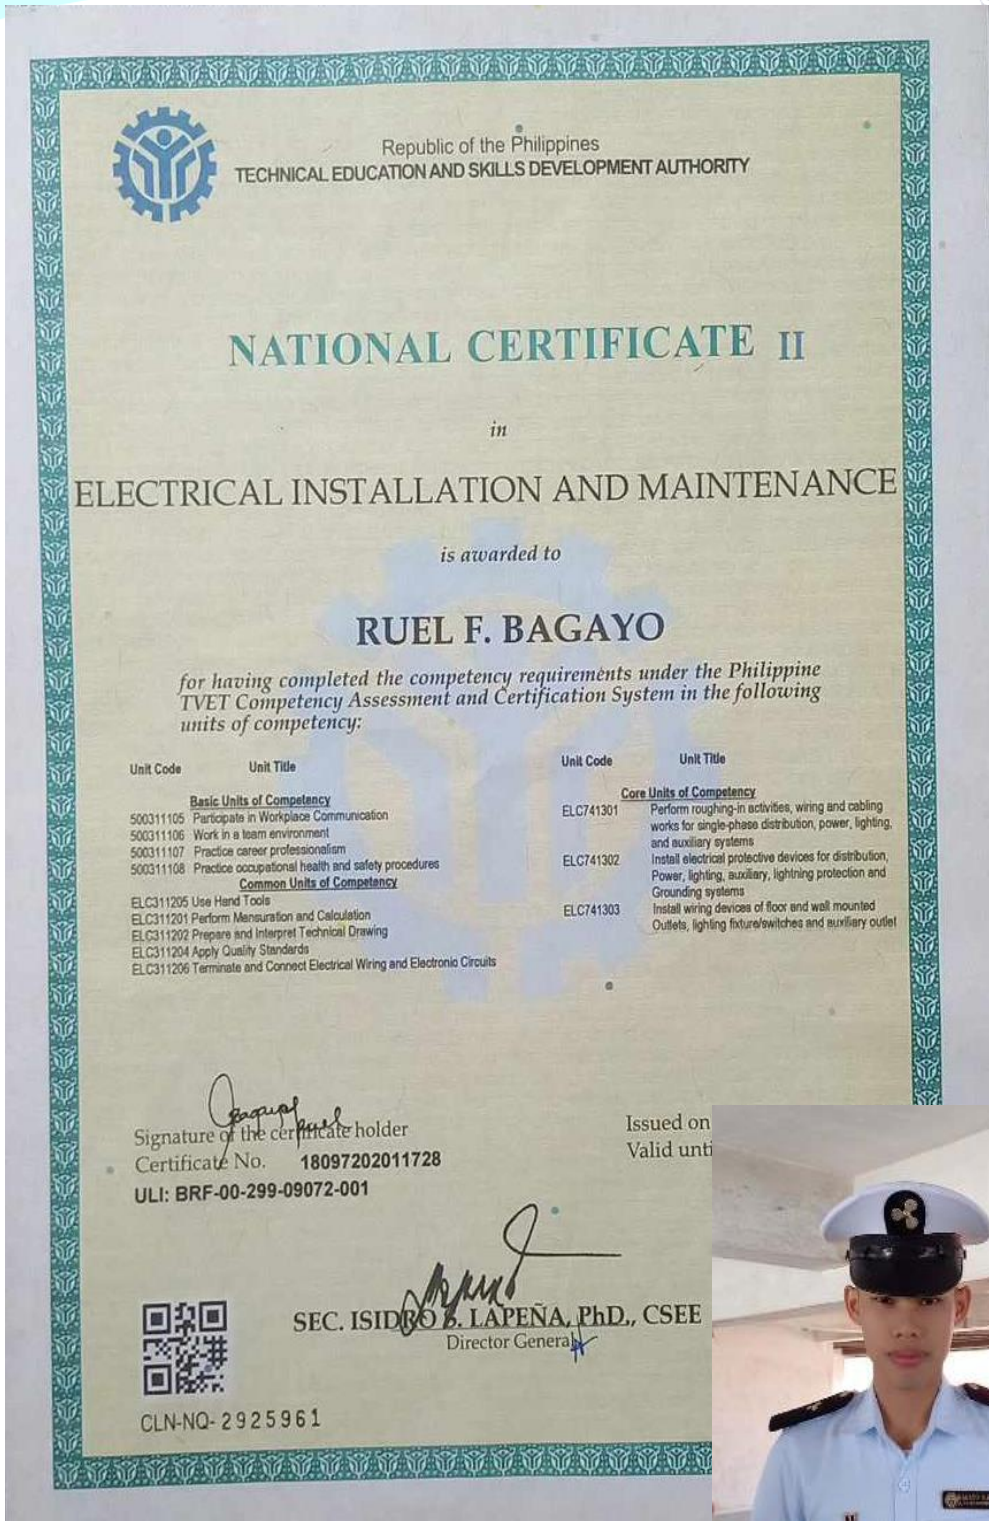 Republic of the Philippines
TECHNICAL EDUCATION AND SKILLS DEVELOPMENT AUTHORITY
NATIONAL CERTIFICATE II
in
ELECTRICAL INSTALLATION AND MAINTENANCE
is awarded to
RUEL F. BAGAYO
for having completed the competency requirements under the Philippine
TVET Competency Assessment and Certification System in the following
units of competency:
Unit Code Unit Title
Basic Units of Competency
500311105 Participate in Workplace Communication
500311106 Work in a team environment
500311107 Practice career professionalism
500311108 Practice occupational health and safety procedures
Common Units of Competency
ELC311205 Use Hand Tools
ELC311201 Perform Mensuration and Calculation
ELC311202 Prepare and Interpret Technical Drawing
ELC311204 Apply Quality Standards
ELC311206 Terminate and Connect Electrical Wiring and Electronic Circuits
Unit Code Unit Title
Core Units of Competency
ELC741301 Perform roughing-in activities, wiring and cabling
works for single-phase distribution, power, lighting,
and auxiliary systems
ELC741302 Install electrical protective devices for distribution,
Power, lighting, auxiliary, lightning protection and
Grounding systems
ELC741303 Install wiring devices of floor and wall mounted
Outlets, lighting fixture/switches and auxiliary outlet
Signature of the certificate holder
Certificate No. 18097202011728
ULI: BRF-00-299-09072-001
Issued on
Valid unti
SEC. ISIDRO S. LAPEÑA, PhD., CSEE
Director General
CLN-NQ-2925961